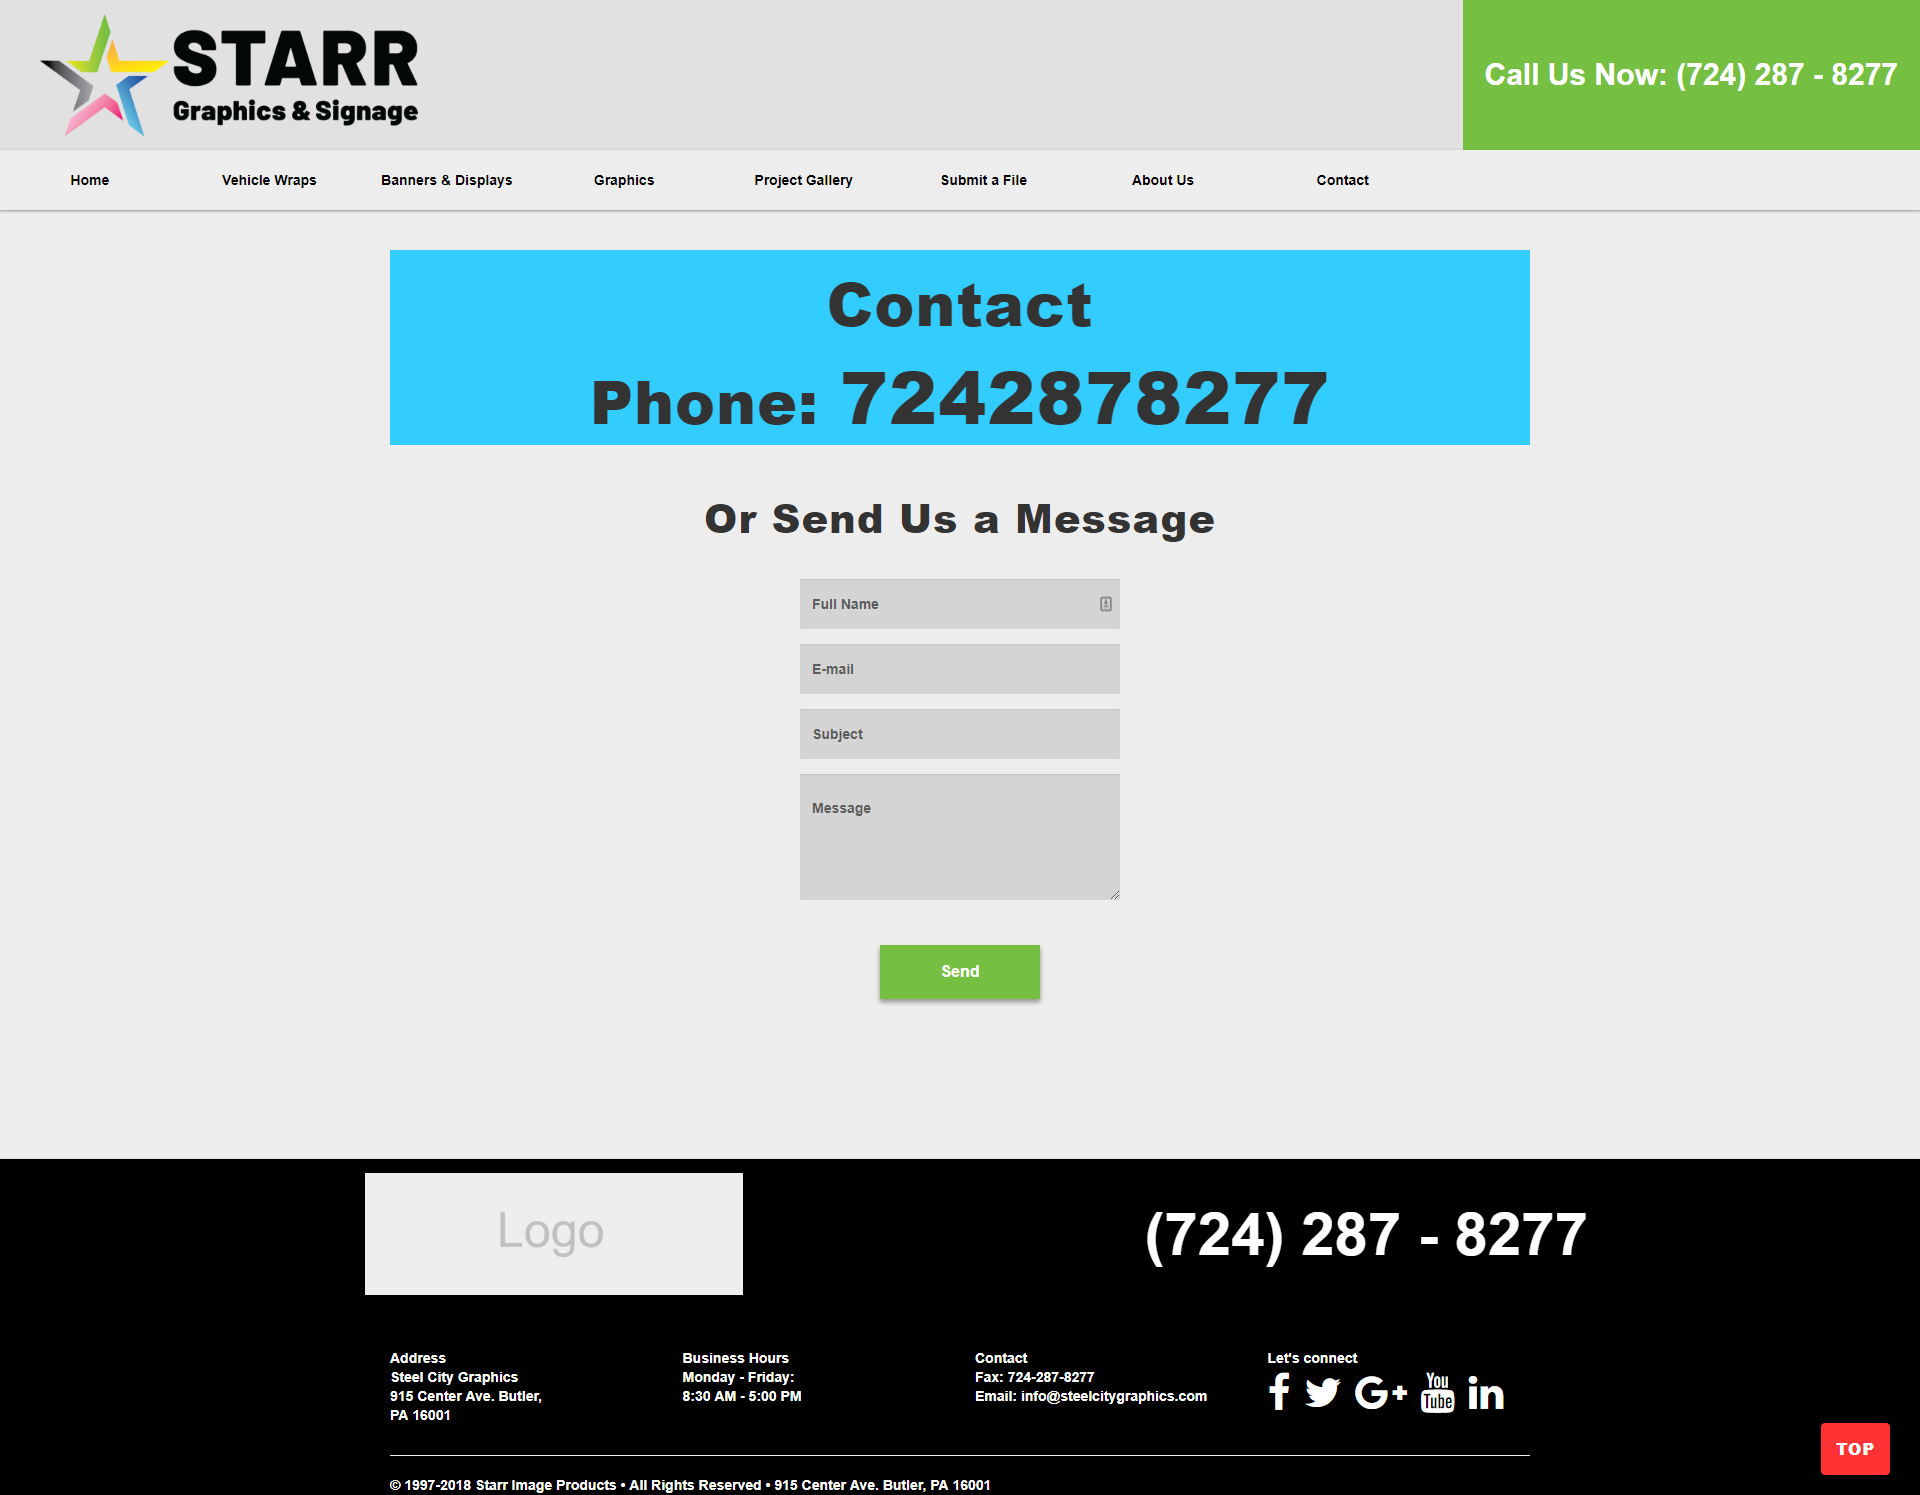 STARR
Graphics & Signage
Call Us Now: (724) 287 - 8277
Home
Vehicle Wraps
Banners & Displays
Graphics
Project Gallery
Submit a File
About Us
Contact
Contact
Phone: 7242878277
Or Send Us a Message
Full Name
E-mail
Subject
Message
Send
Logo
(724) 287 - 8277
Address
Steel City Graphics
915 Center Ave. Butler,
PA 16001
Business Hours
Monday - Friday:
8:30 AM - 5:00 PM
Contact
Fax: 724-287-8277
Email: info@steelcitygraphics.com
Let's connect
You
Tube
TOP
© 1997-2018 Starr Image Products • All Rights Reserved • 915 Center Ave. Butler, PA 16001